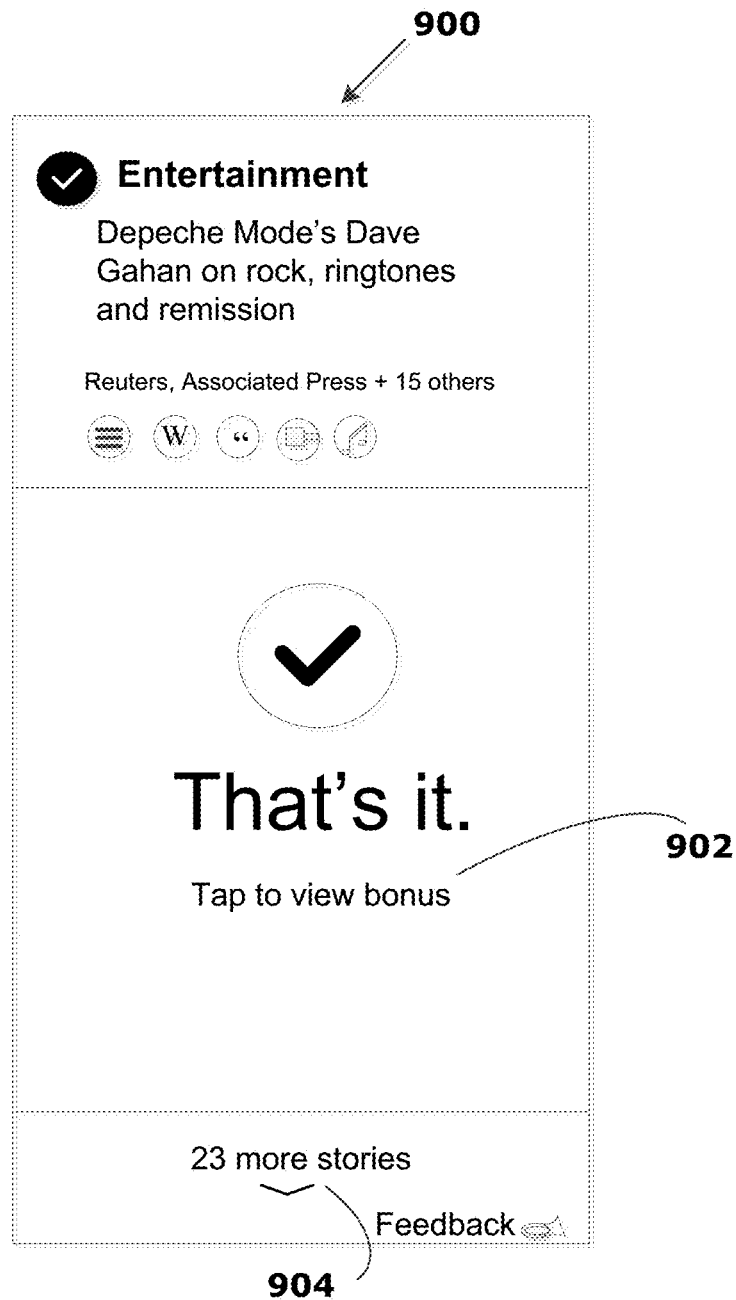 900
Entertainment
Depeche Mode's Dave
Gahan on rock, ringtones
and remission
Reuters, Associated Press + 15 others
W “
That's it.
902
Tap to view bonus
23 more stories
Feedback
904